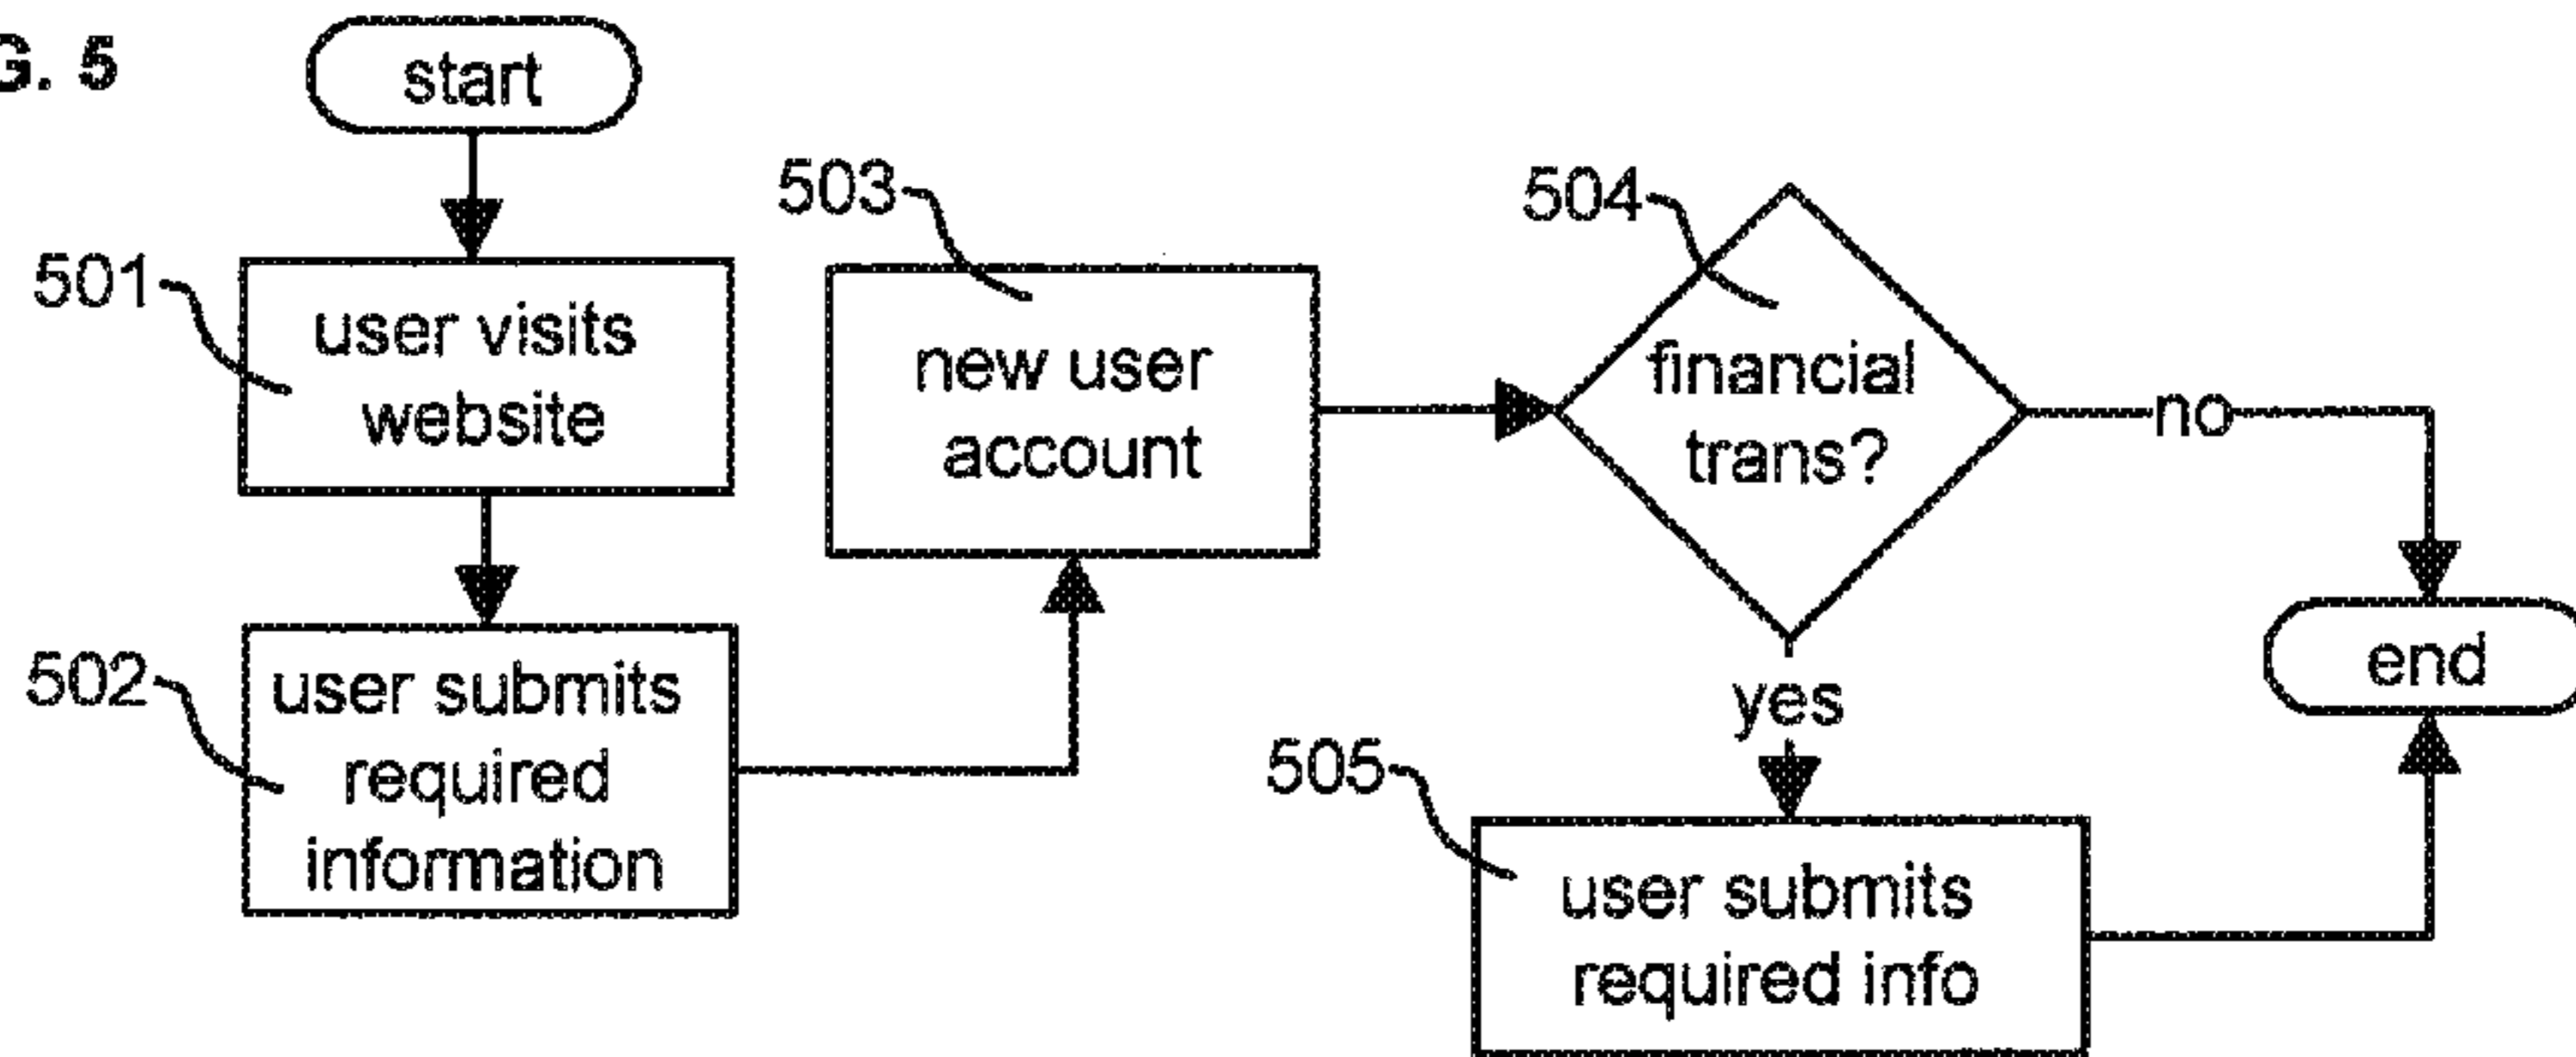 G. 5
start
501
user visits
website
502
user submits
required
information
503
new user
account
504
financial
trans?
no
yes
505
user submits
required info
end